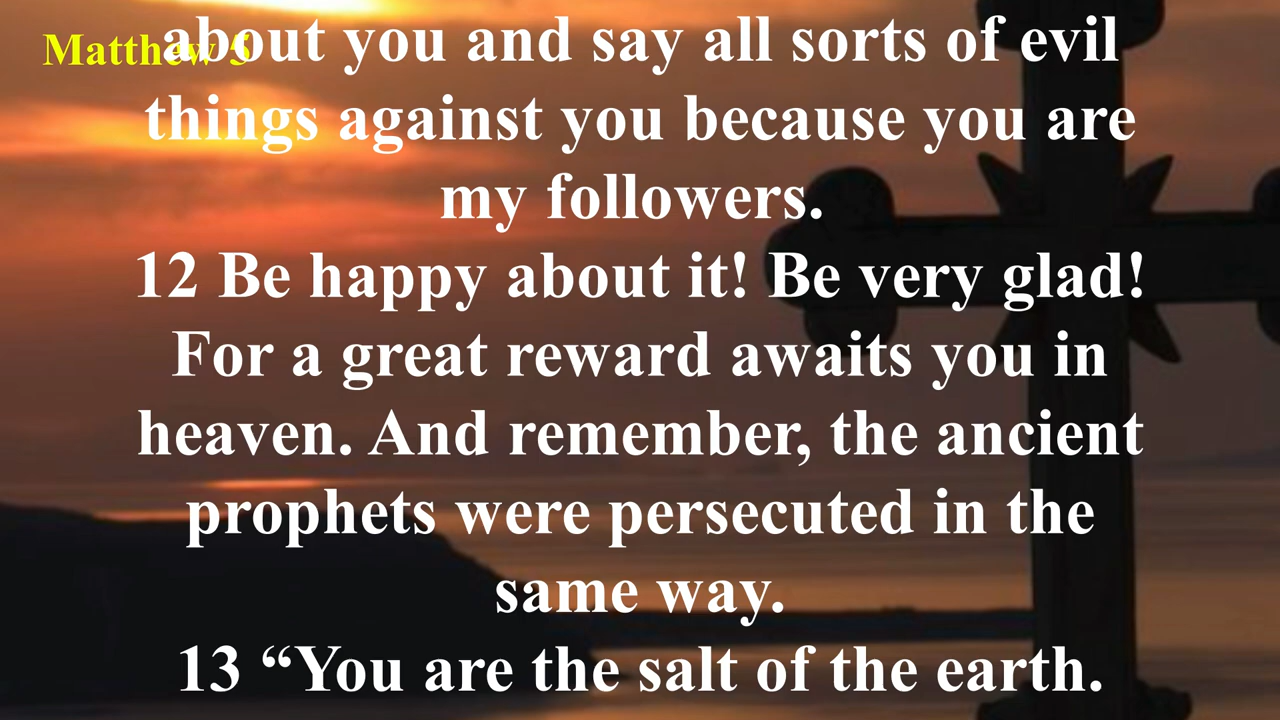 Matthew 5
about you and say all sorts of evil
things against you because you are
my followers.
12 Be happy about it! Be very glad!
For a great reward awaits you in
heaven. And remember, the ancient
prophets were persecuted in the
same way.
13 “You are the salt of the earth.